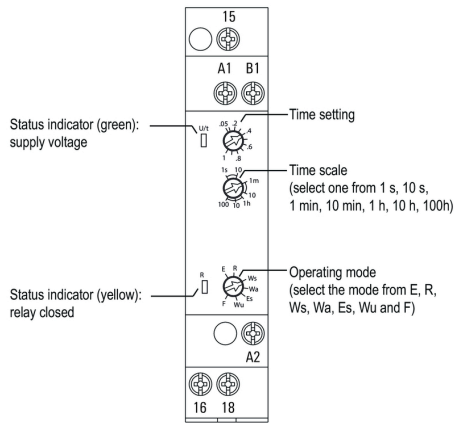 15
A1 B1
Status indicator (green):
supply voltage
U/t
.05 .2 .4 .6 .8 1
Time setting
1s 10 1m 10 1h 10 100
Time scale
(select one from 1 s, 10 s,
1 min, 10 min, 1 h, 10 h, 100h)
Status indicator (yellow):
relay closed
R
E R Ws Wa Es Wu F
Operating mode
(select the mode from E, R,
Ws, Wa, Es, Wu and F)
A2
16 18